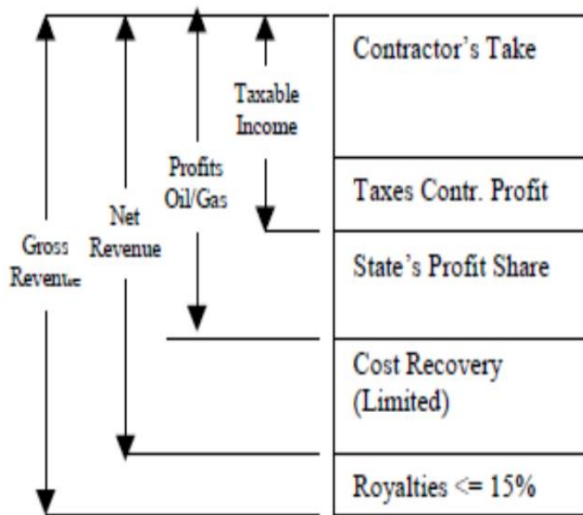 Contractor's Take
Taxable
Income
Profits
Oil/Gas
Taxes Contr. Profit
Net
Revenue
Gross
Revenue
State's Profit Share
Cost Recovery
(Limited)
Royalties <= 15%